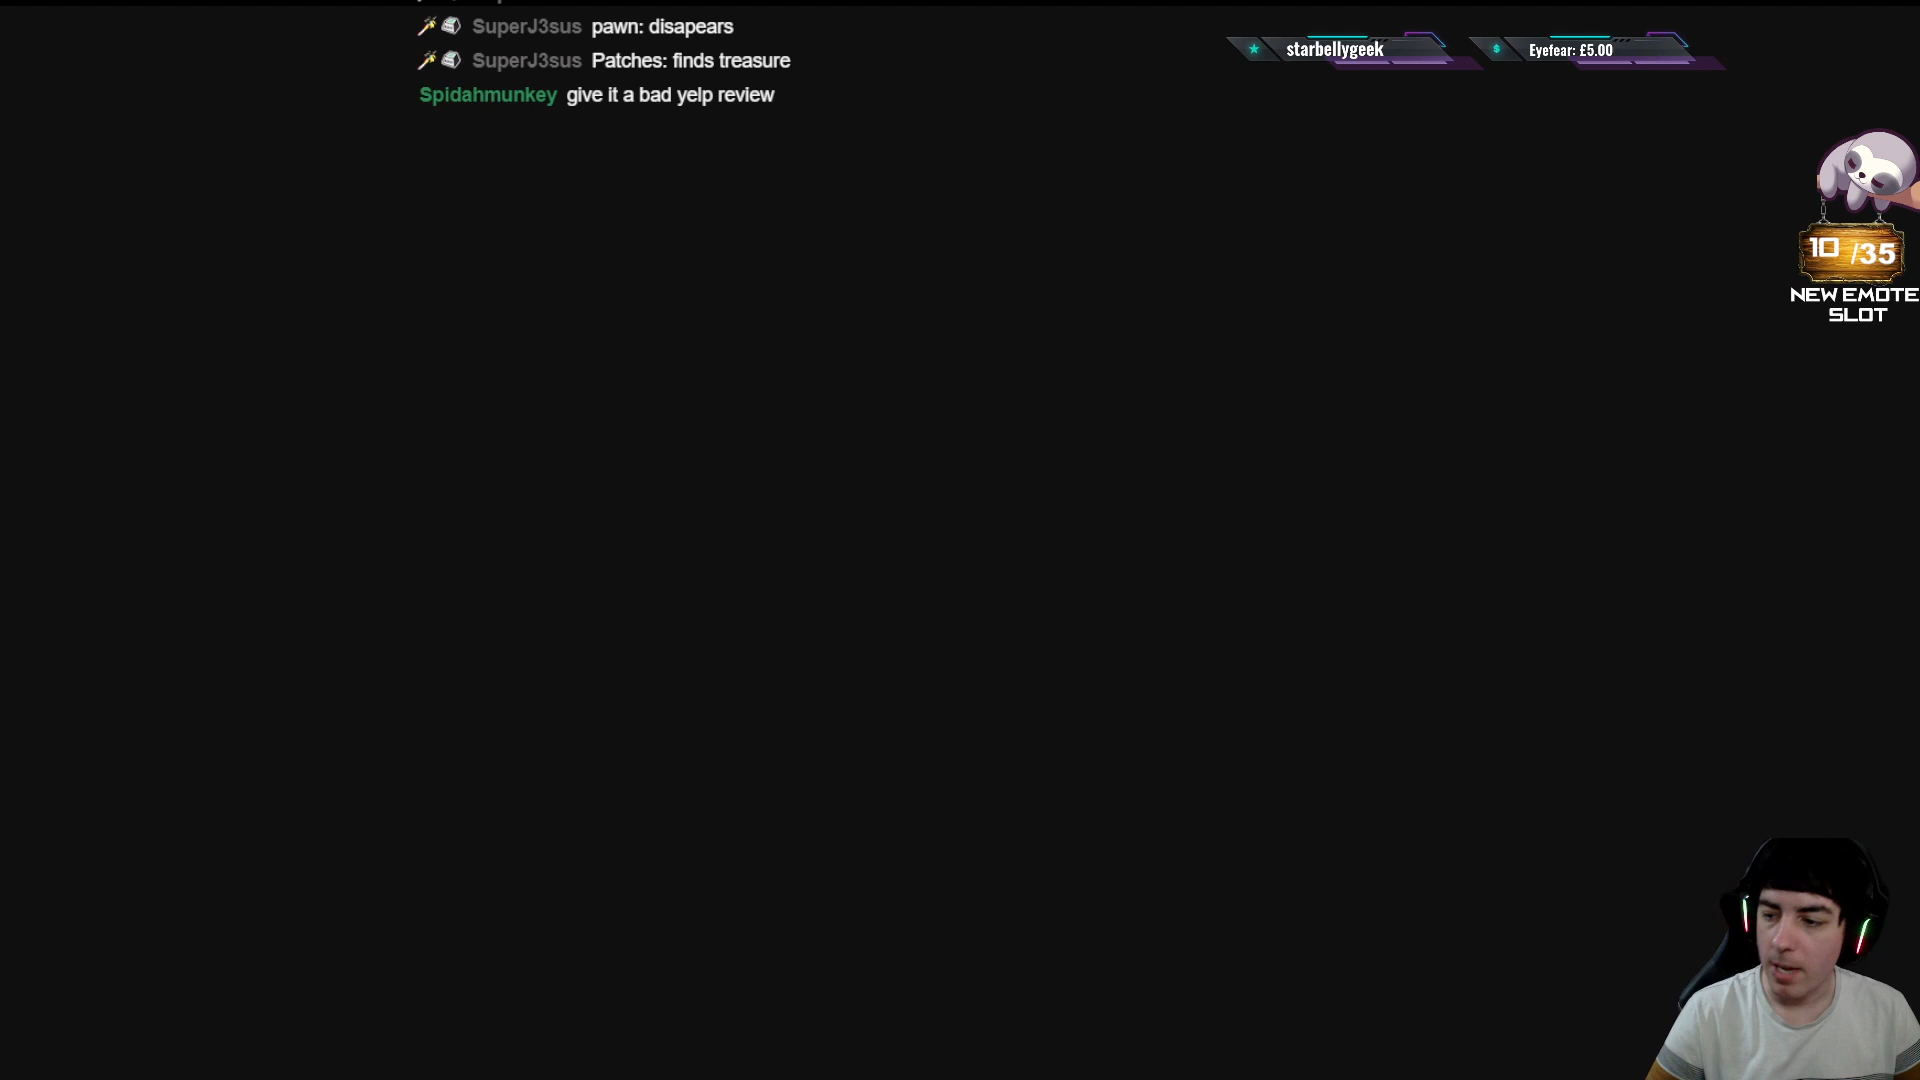 SuperJ3sus pawn: disapears
SuperJ3sus Patches: finds treasure
Spidahmunkey give it a bad yelp review
starbellygeek
Eyefear: £5.00
10 /35
NEW EMOTE
SLOT